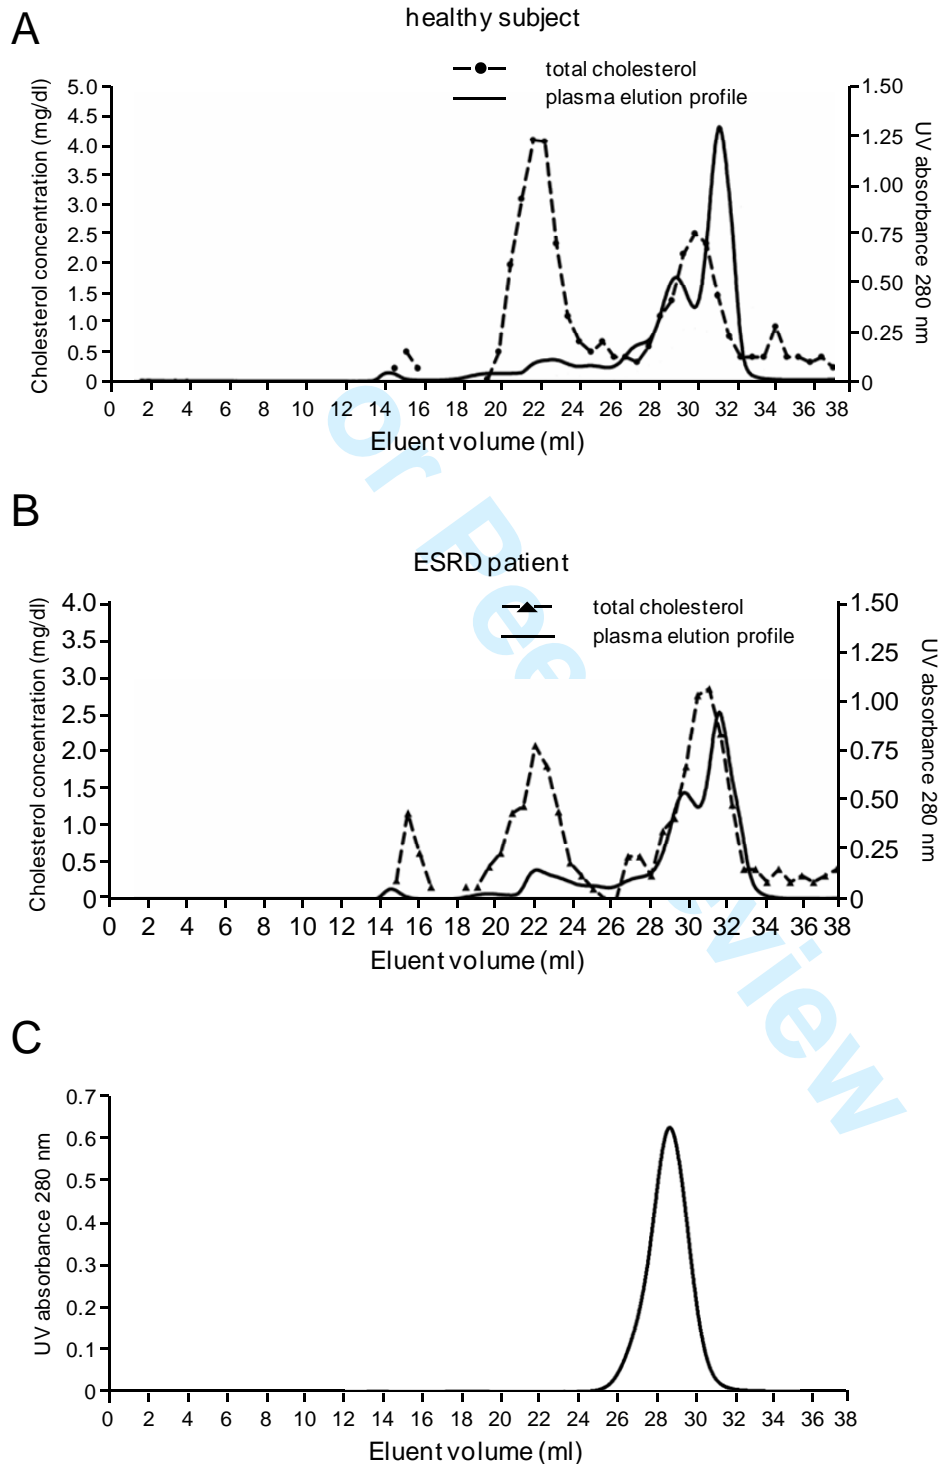 A
healthy subject
total cholesterol
plasma elution profile
Cholesterol concentration (mg/dl)
5.0
4.5
4.0
3.5
3.0
2.5
2.0
1.5
1.0
0.5
0
1.50
1.25
1.00
0.75
0.50
0.25
0
UV absorbance 280 nm
0 2 4 6 8 10 12 14 16 18 20 22 24 26 28 30 32 34 36 38
Eluent volume (ml)
B
ESRD patient
total cholesterol
plasma elution profile
Cholesterol concentration (mg/dl)
4.0
3.5
3.0
2.5
2.0
1.5
1.0
0.5
0
1.50
1.25
1.00
0.75
0.50
0.25
0
UV absorbance 280 nm
0 2 4 6 8 10 12 14 16 18 20 22 24 26 28 30 32 34 36 38
Eluent volume (ml)
C
UV absorbance 280 nm
0.7
0.6
0.5
0.4
0.3
0.2
0.1
0
0 2 4 6 8 10 12 14 16 18 20 22 24 26 28 30 32 34 36 38
Eluent volume (ml)
or Peer Review